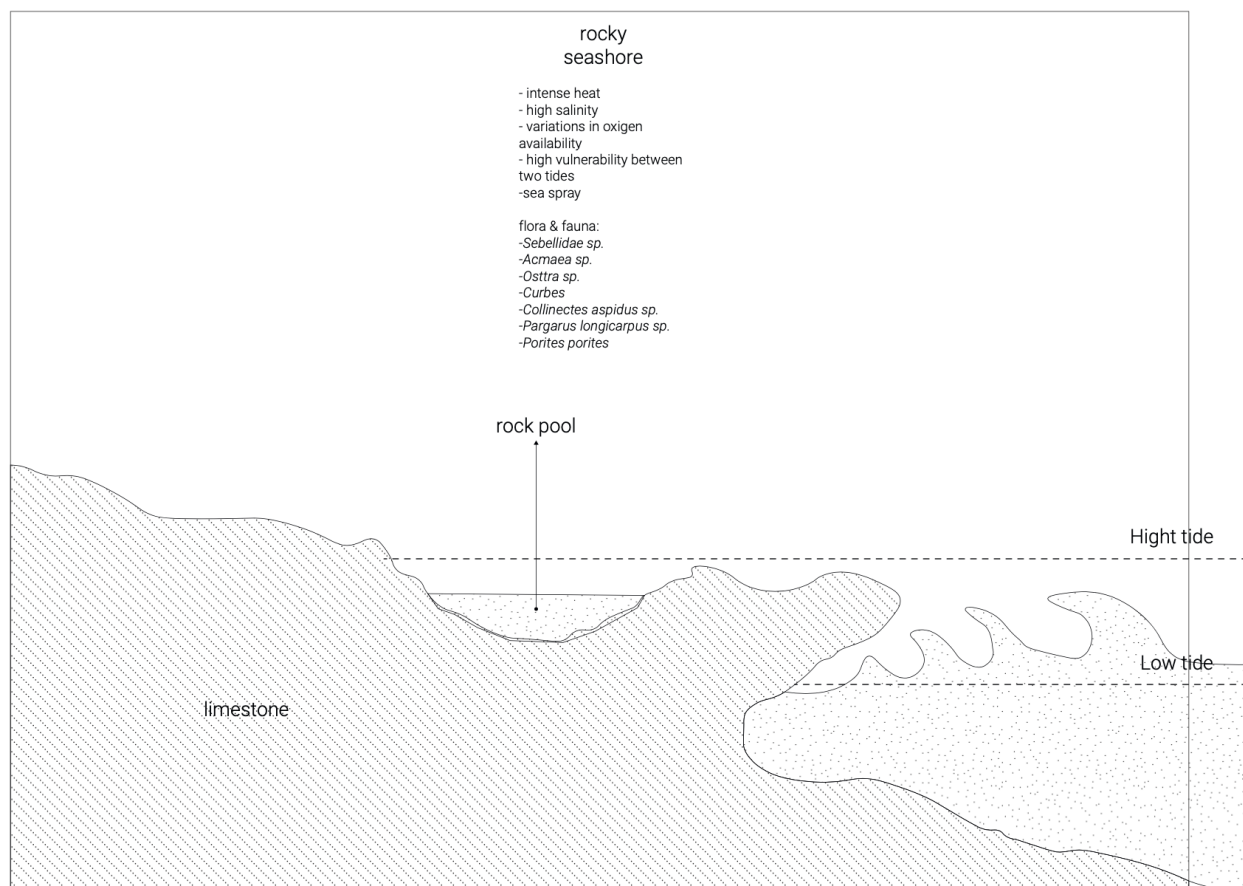 rocky
seashore
- intense heat
- high salinity
- variations in oxigen
availability
- high vulnerability between
two tides
-sea spray
flora & fauna:
-Sebellidae sp.
-Acmaea sp.
-Osttra sp.
-Curbes
-Collinectes aspidus sp.
-Pargarus longicarpus sp.
-Porites porites
rock pool
Hight tide
Low tide
limestone